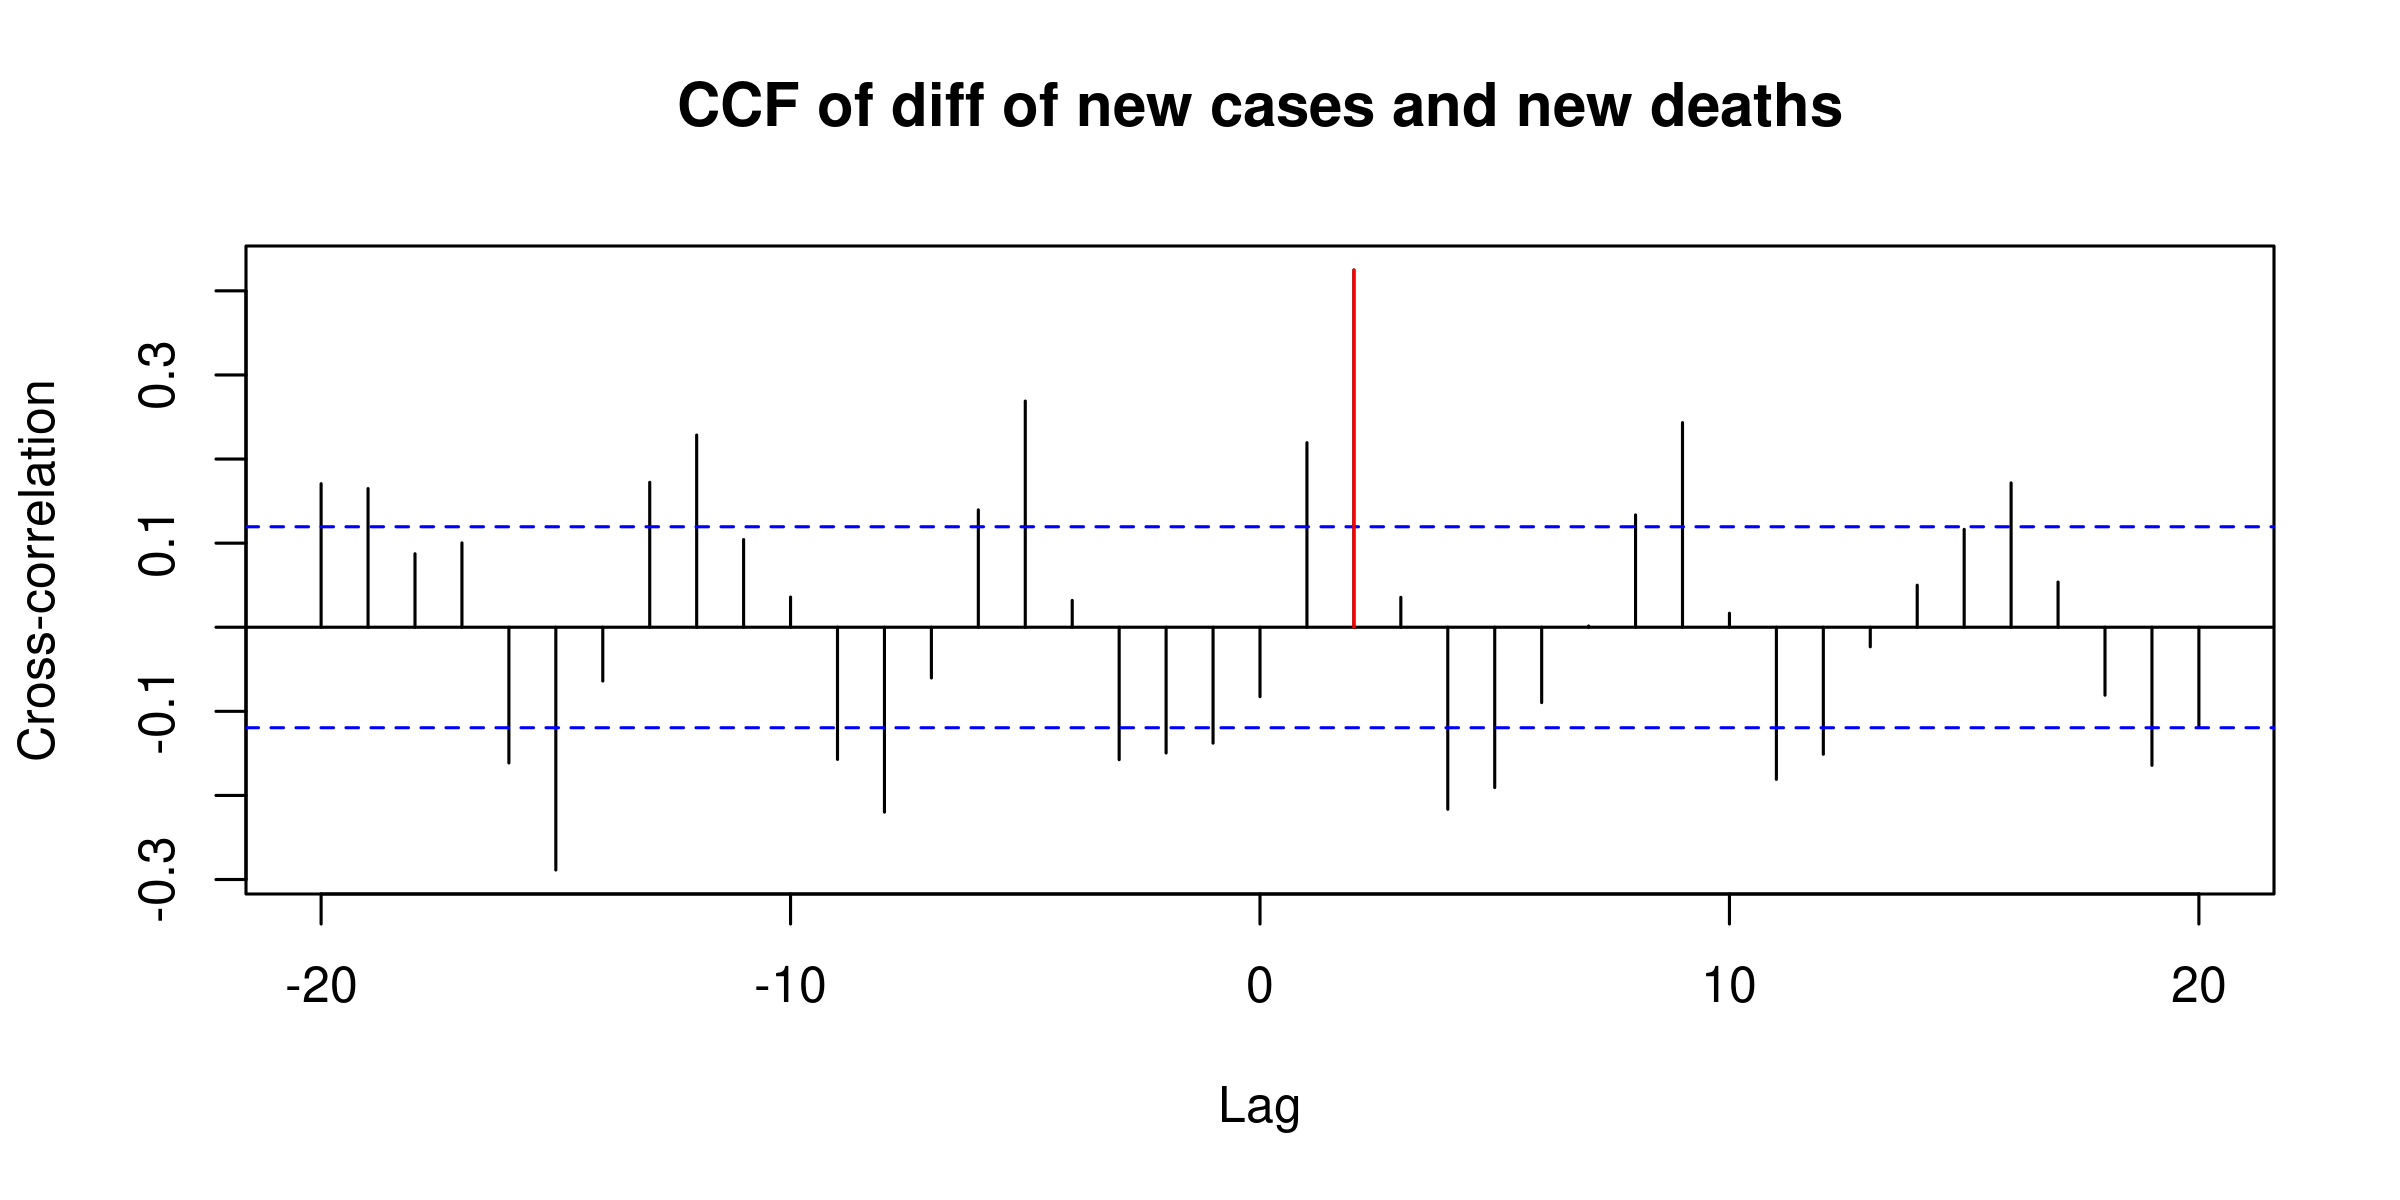 CCF of diff of new cases and new deaths
Cross-correlation
0.3
0.1
-0.1
-0.3
-20 -10 0 10 20
Lag